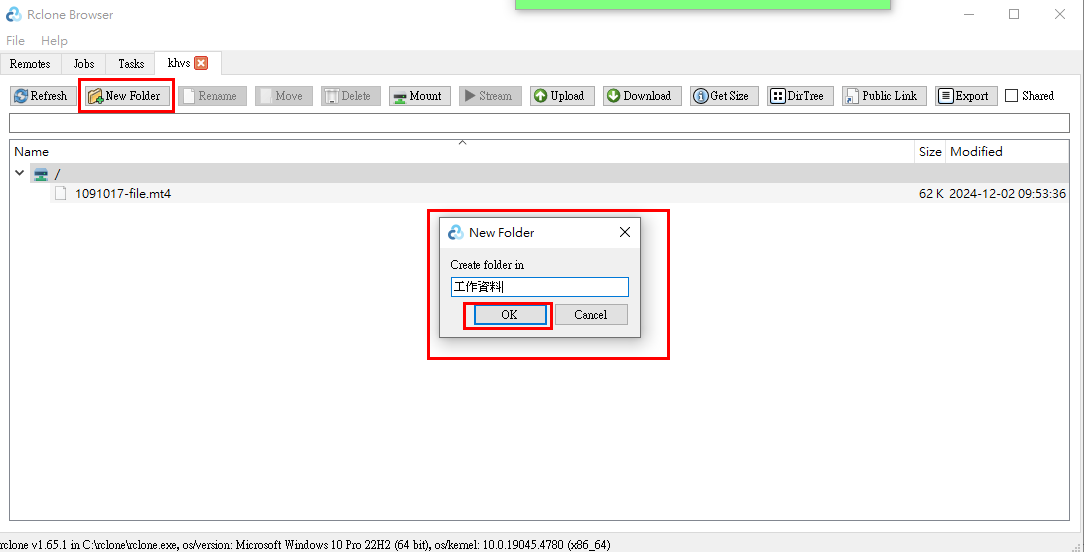 Rclone Browser
File Help
Remotes Jobs Tasks khvs
Refresh New Folder Rename Move Delete Mount Stream Upload Download Get Size DirTree Public Link Export Shared
Name Size Modified
/
1091017-file.mt4 62 K 2024-12-02 09:53:36
New Folder
Create folder in
工作資料
OK Cancel
rclone v1.65.1 in C:\rclone\rclone.exe, os/version: Microsoft Windows 10 Pro 22H2 (64 bit), os/kernel: 10.0.19045.4780 (x86_64)